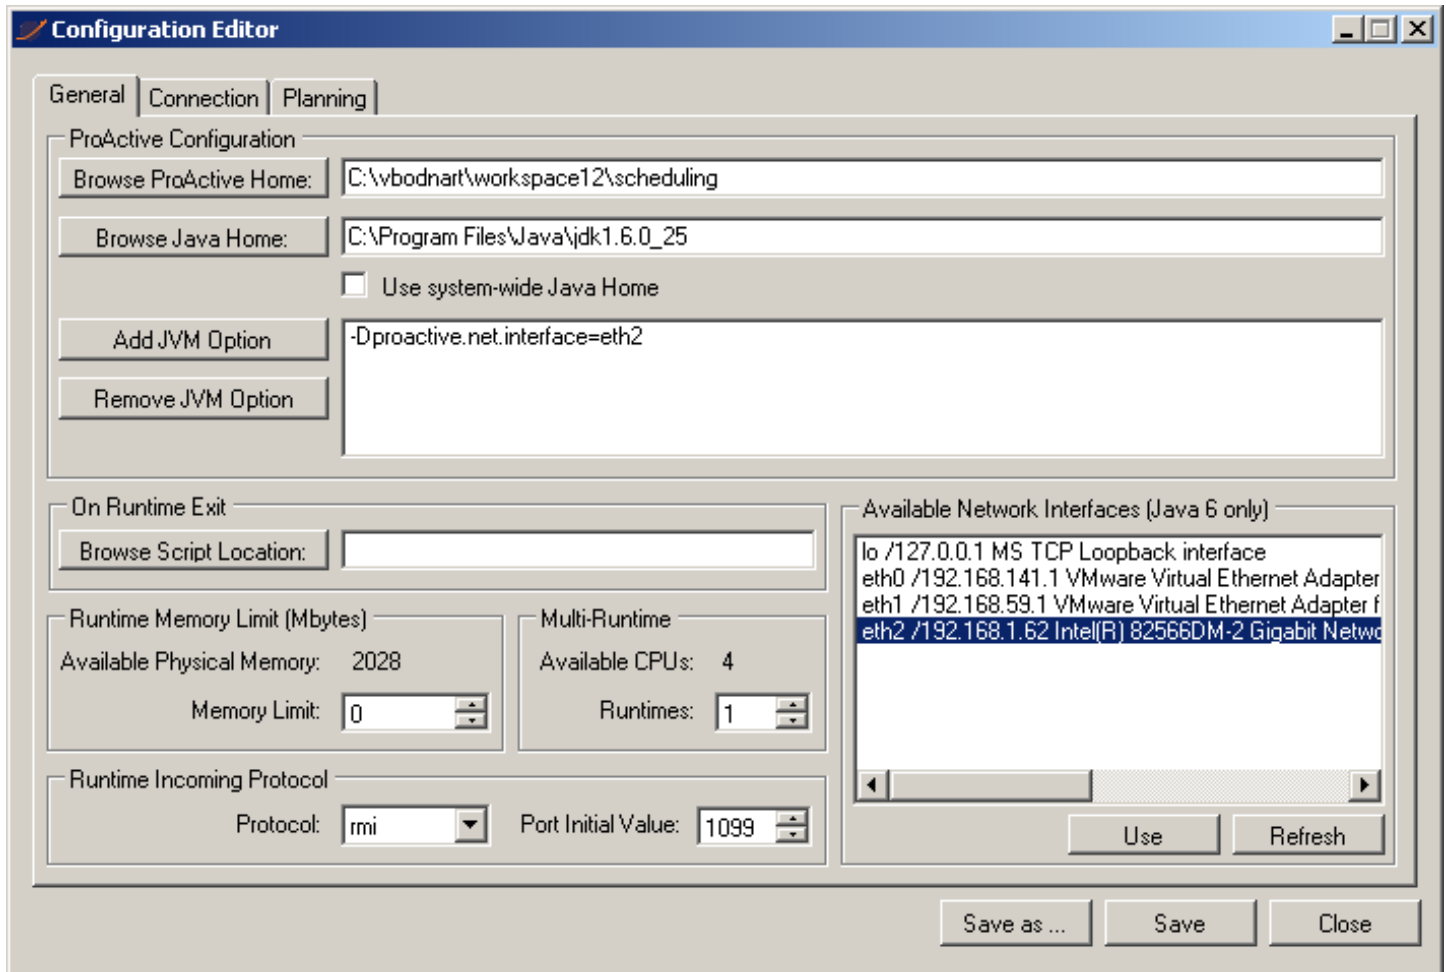 Configuration Editor
General Connection Planning
ProActive Configuration
Browse ProActive Home: C:\vbodnart\workspace12\scheduling
Browse Java Home: C:\Program Files\Java\jdk1.6.0_25
Use system-wide Java Home
Add JVM Option -Dproactive.net.interface=eth2
Remove JVM Option
On Runtime Exit
Browse Script Location:
Runtime Memory Limit (Mbytes)
Available Physical Memory: 2028
Memory Limit: 0
Multi-Runtime
Available CPUs: 4
Runtimes: 1
Runtime Incoming Protocol
Protocol: rmi Port Initial Value: 1099
Available Network Interfaces (Java 6 only)
lo /127.0.0.1 MS TCP Loopback interface
eth0 /192.168.141.1 VMware Virtual Ethernet Adapter
eth1 /192.168.59.1 VMware Virtual Ethernet Adapter f
eth2 /192.168.1.62 Intel(R) 82566DM-2 Gigabit Netwo
Use Refresh
Save as ... Save Close